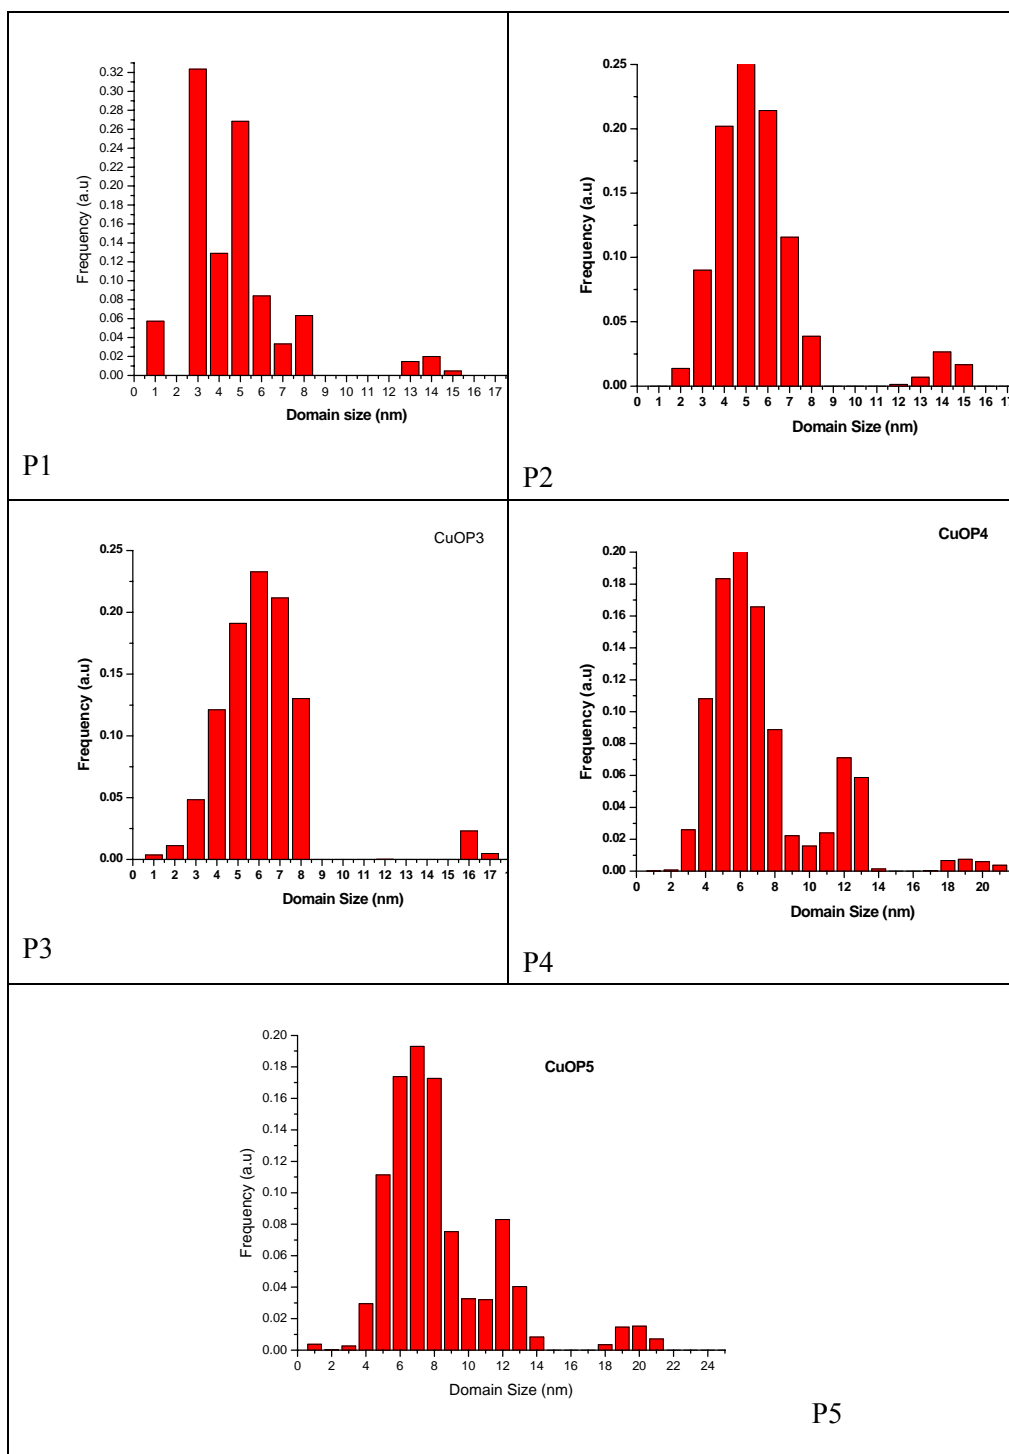 0.32
0.30
0.28
0.26
0.24
0.22
0.20
0.18
0.16
0.14
0.12
0.10
0.08
0.06
0.04
0.02
0.00
Frequency (a.u)
0 1 2 3 4 5 6 7 8 9 10 11 12 13 14 15 16 17
Domain size (nm)
P1
0.25
0.20
0.15
0.10
0.05
0.00
Frequency (a.u)
0 1 2 3 4 5 6 7 8 9 10 11 12 13 14 15 16 17
Domain Size (nm)
P2
CuOP3
0.25
0.20
0.15
0.10
0.05
0.00
Frequency (a.u)
0 1 2 3 4 5 6 7 8 9 10 11 12 13 14 15 16 17
Domain Size (nm)
P3
CuOP4
0.20
0.18
0.16
0.14
0.12
0.10
0.08
0.06
0.04
0.02
0.00
Frequency (a.u)
0 2 4 6 8 10 12 14 16 18 20
Domain Size (nm)
P4
CuOP5
0.20
0.18
0.16
0.14
0.12
0.10
0.08
0.06
0.04
0.02
0.00
Frequency (a.u)
0 2 4 6 8 10 12 14 16 18 20 22 24
Domain Size (nm)
P5